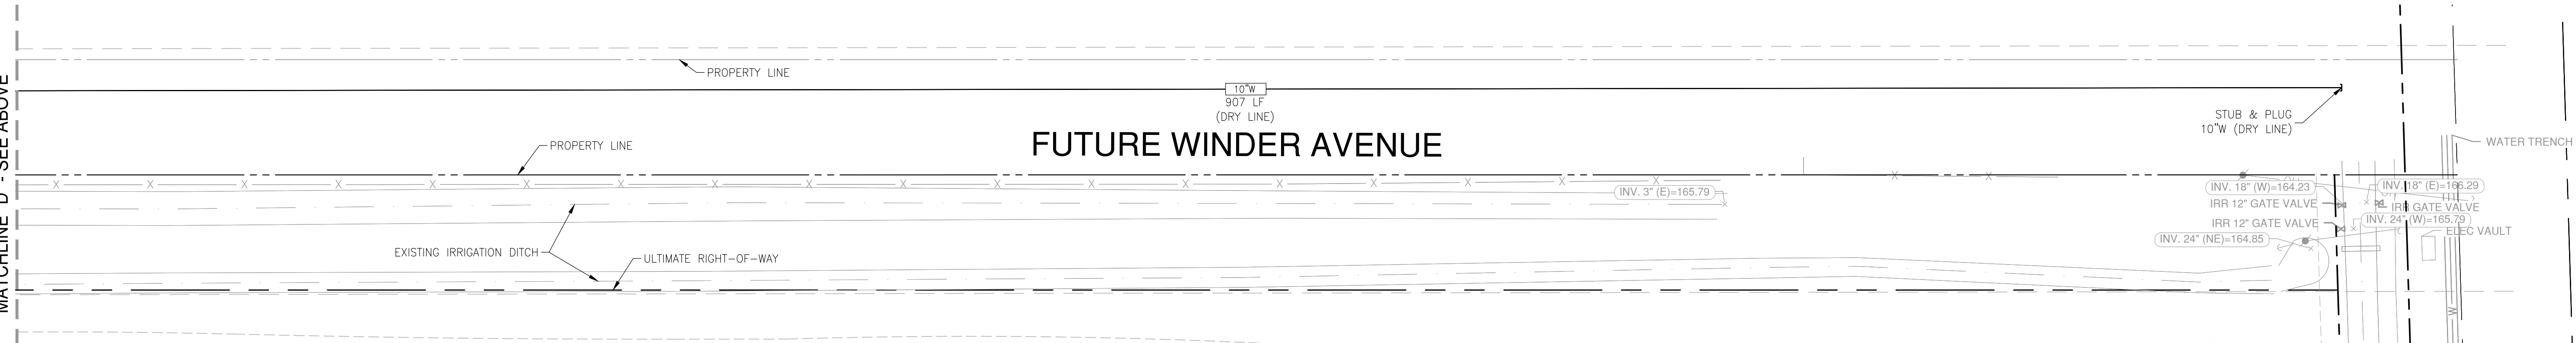 MATCHLINE "D" - SEE ABOVE
PROPERTY LINE
10"W
907 LF
(DRY LINE)
FUTURE WINDER AVENUE
STUB & PLUG
10"W (DRY LINE)
WATER TRENCH
PROPERTY LINE
INV. 3" (E)=165.79
INV. 18" (W)=164.23
INV. 18" (E)=166.29
IRR 12" GATE VALVE
IRR GATE VALVE
INV. 24" (W)=165.79
IRR 12" GATE VALVE
ELEC VAULT
INV. 24" (NE)=164.85
EXISTING IRRIGATION DITCH
ULTIMATE RIGHT-OF-WAY
W